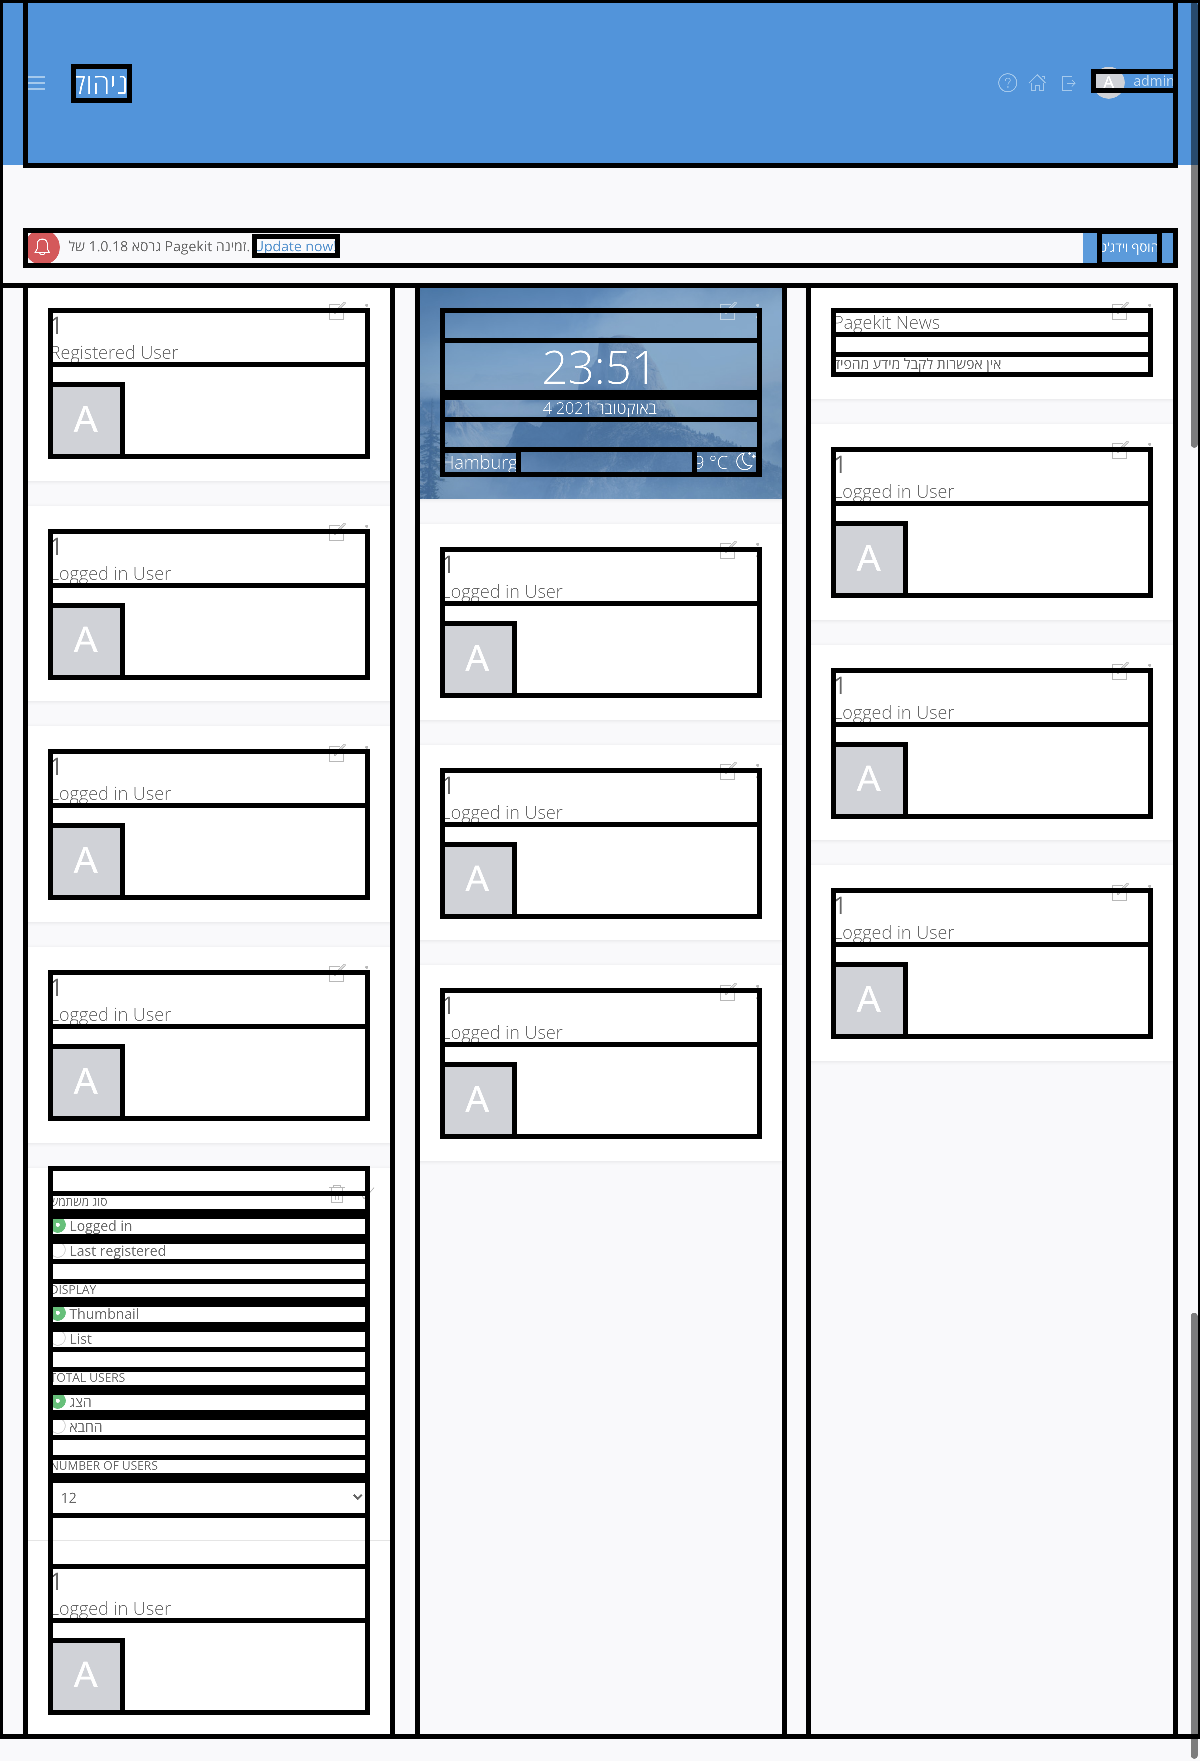 ניהול
A admin
גרסא 1.0.18 של Pagekit זמינה. Update now!
הוסף וידג'ט
1
Registered User
A
1
Logged in User
A
1
Logged in User
A
1
Logged in User
A
סוג משתמש
Logged in
Last registered
DISPLAY
Thumbnail
List
TOTAL USERS
הצג
החבא
NUMBER OF USERS
12
1
Logged in User
A
23:51
4 באוקטובר 2021
Hamburg
9 °C
1
Logged in User
A
1
Logged in User
A
1
Logged in User
A
Pagekit News
אין אפשרות לקבל מידע מהפיד
1
Logged in User
A
1
Logged in User
A
1
Logged in User
A